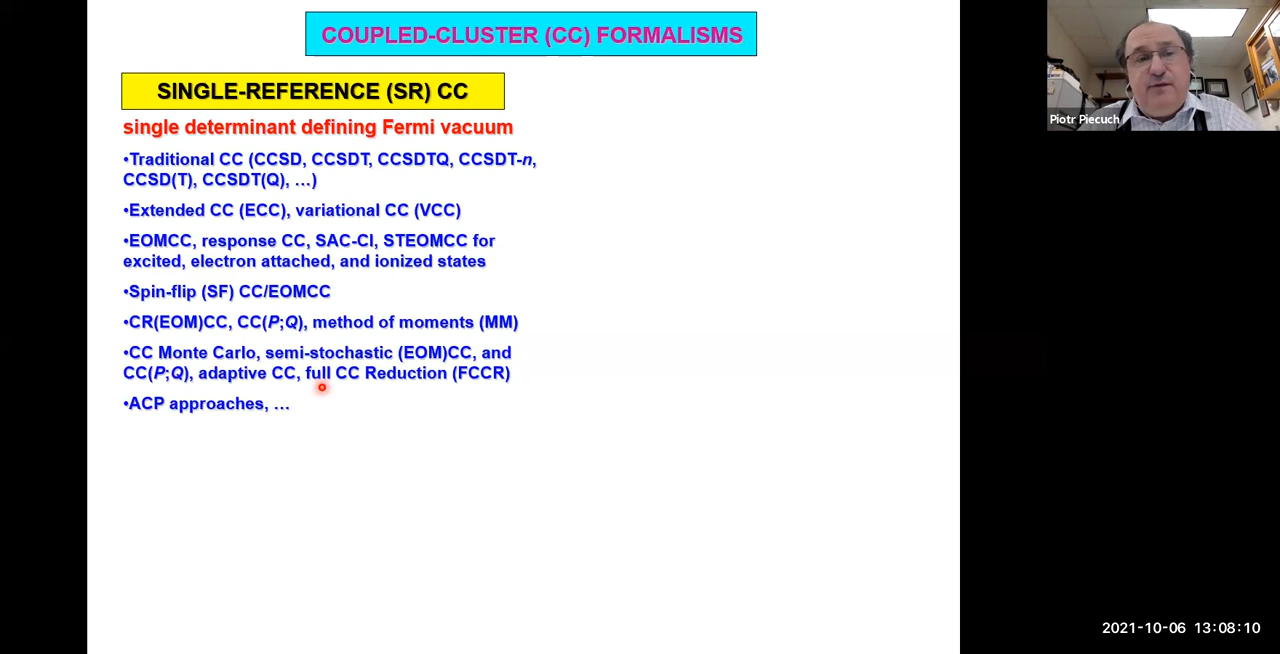 COUPLED-CLUSTER (CC) FORMALISMS
SINGLE-REFERENCE (SR) CC
single determinant defining Fermi vacuum
•Traditional CC (CCSD, CCSDT, CCSDTQ, CCSDT-n,
CCSD(T), CCSDT(Q), …)
•Extended CC (ECC), variational CC (VCC)
•EOMCC, response CC, SAC-CI, STEOMCC for
excited, electron attached, and ionized states
•Spin-flip (SF) CC/EOMCC
•CR(EOM)CC, CC(P;Q), method of moments (MM)
•CC Monte Carlo, semi-stochastic (EOM)CC, and
CC(P;Q), adaptive CC, full CC Reduction (FCCR)
•ACP approaches, …
Piotr Piecuch
2021-10-06 13:08:10